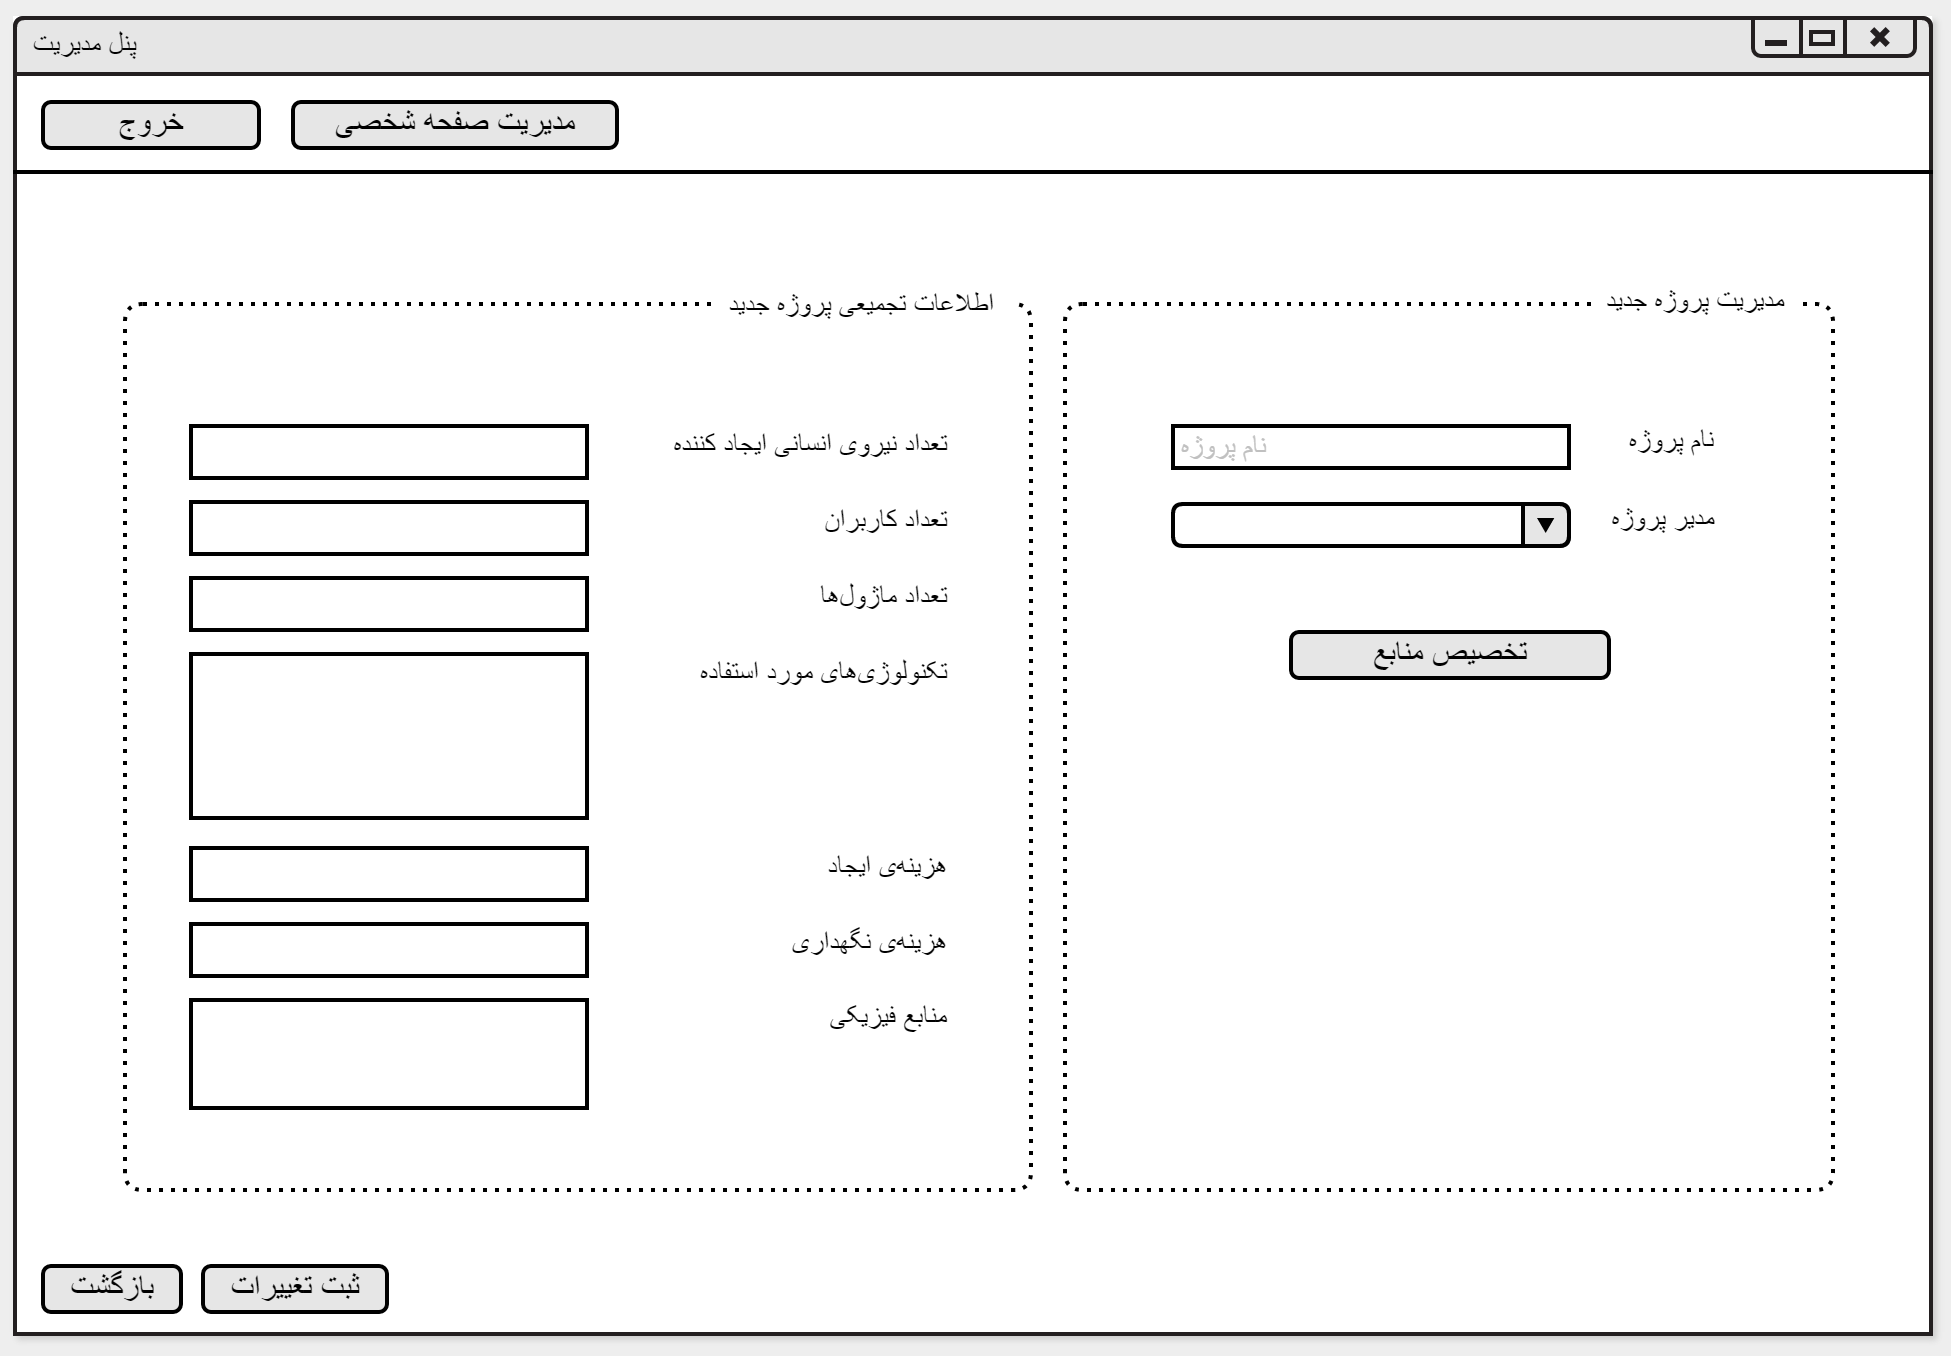 پنل مدیریت
مدیریت صفحه شخصی
خروج
مدیریت پروژه جدید
نام پروژه
نام پروژه
مدیر پروژه
تخصیص منابع
اطلاعات تجمیعی پروژه جدید
تعداد نیروی انسانی ایجاد کننده
تعداد کاربران
تعداد ماژول‌ها
تکنولوژی‌های مورد استفاده
هزینه‌ی ایجاد
هزینه‌ی نگهداری
منابع فیزیکی
ثبت تغییرات
بازگشت